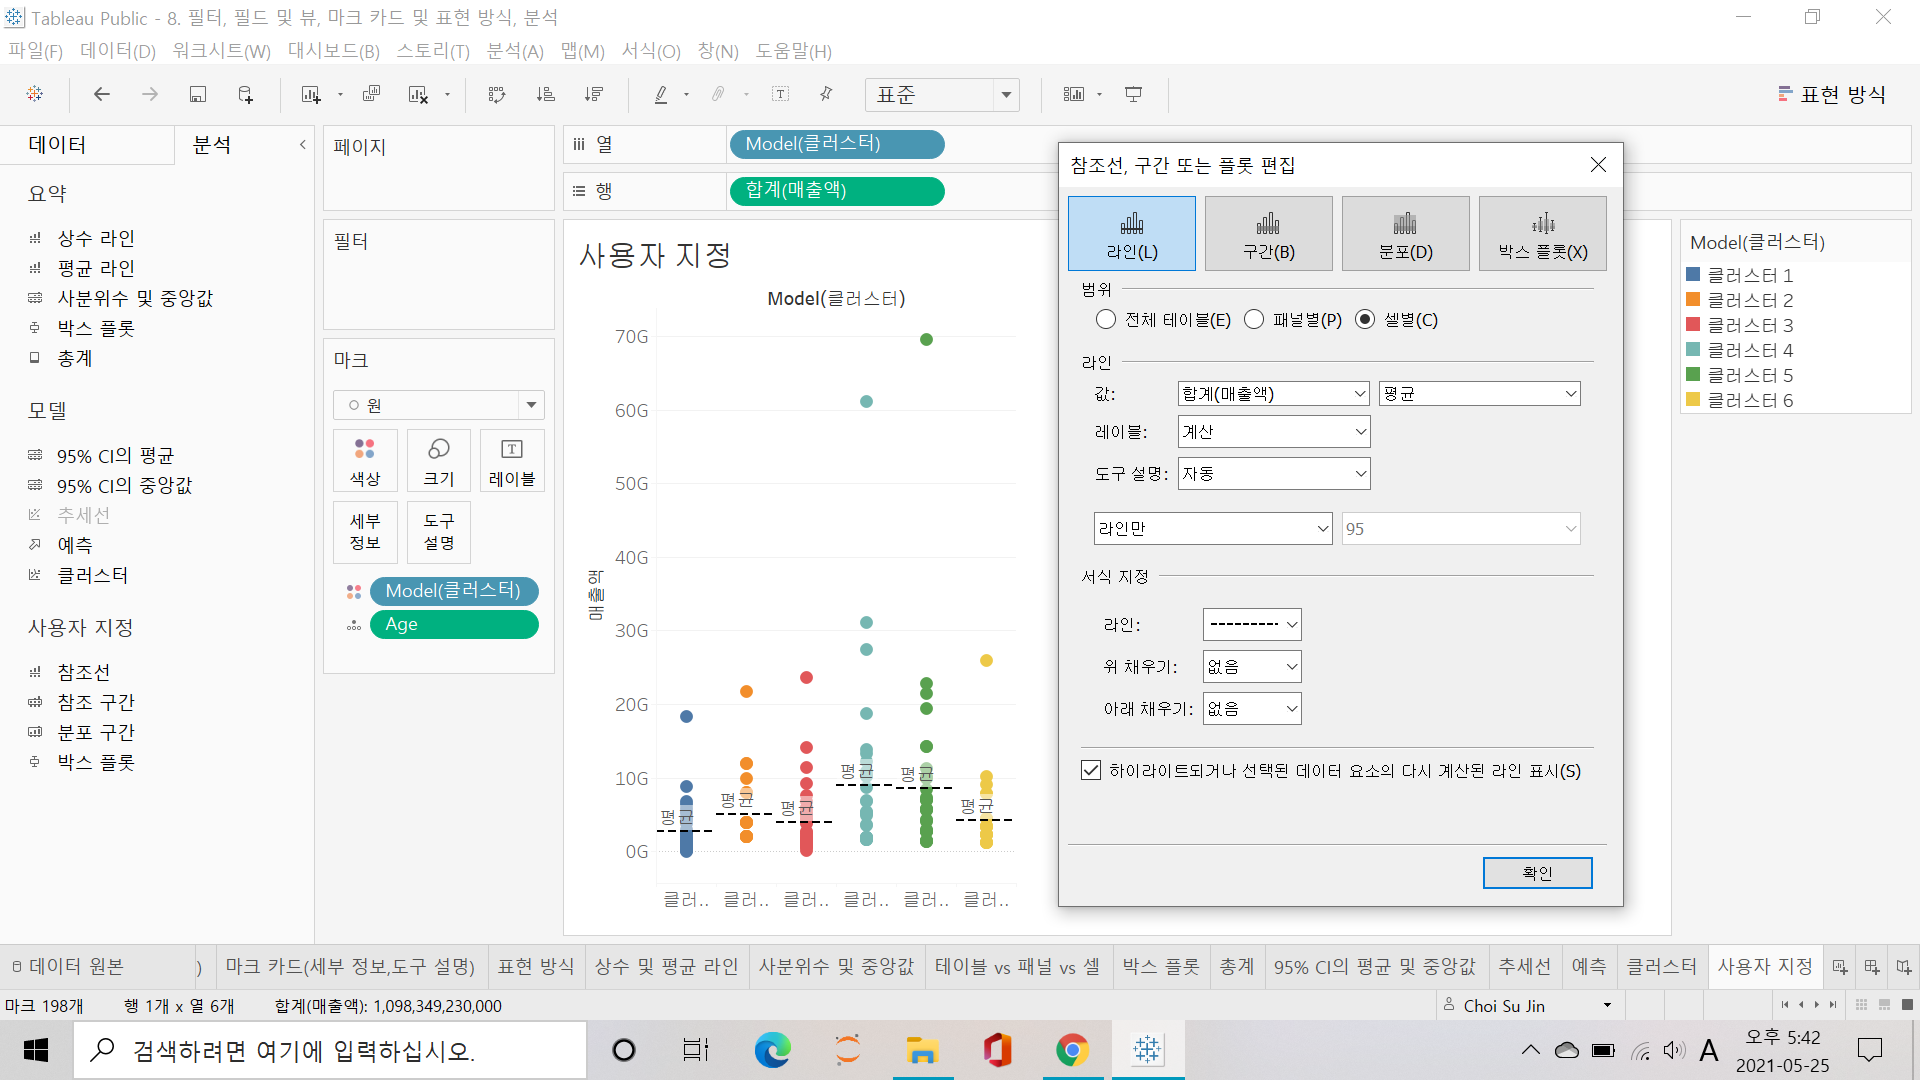 Tableau Public - 8. 필터, 필드 및 뷰, 마크 카드 및 표현 방식, 분석
파일(F) 데이터(D) 워크시트(W) 대시보드(B) 스토리(T) 분석(A) 맵(M) 서식(O) 창(N) 도움말(H)
표준
표현 방식
데이터
분석
요약
상수 라인
평균 라인
사분위수 및 중앙값
박스 플롯
총계
모델
95% CI의 평균
95% CI의 중앙값
추세선
예측
클러스터
사용자 지정
참조선
참조 구간
분포 구간
박스 플롯
페이지
필터
마크
원
색상
크기
레이블
세부
정보
도구
설명
Model(클러스터)
Age
열
Model(클러스터)
행
합계(매출액)
사용자 지정
Model(클러스터)
매출액
70G
60G
50G
40G
30G
20G
10G
0G
평균
평균
평균
평균
평균
평균
클러..
클러..
클러..
클러..
클러..
클러..
참조선, 구간 또는 플롯 편집
라인(L)
구간(B)
분포(D)
박스 플롯(X)
범위
전체 테이블(E) 패널별(P) 셀별(C)
라인
값: 합계(매출액) 평균
레이블: 계산
도구 설명: 자동
라인만 95
서식 지정
라인:
위 채우기: 없음
아래 채우기: 없음
하이라이트되거나 선택된 데이터 요소의 다시 계산된 라인 표시(S)
확인
Model(클러스터)
클러스터 1
클러스터 2
클러스터 3
클러스터 4
클러스터 5
클러스터 6
데이터 원본 ) 마크 카드(세부 정보,도구 설명) 표현 방식 상수 및 평균 라인 사분위수 및 중앙값 테이블 vs 패널 vs 셀 박스 플롯 총계 95% CI의 평균 및 중앙값 추세선 예측 클러스터 사용자 지정
마크 198개 행 1개 x 열 6개 합계(매출액): 1,098,349,230,000 Choi Su Jin
검색하려면 여기에 입력하십시오.
A
오후 5:42
2021-05-25